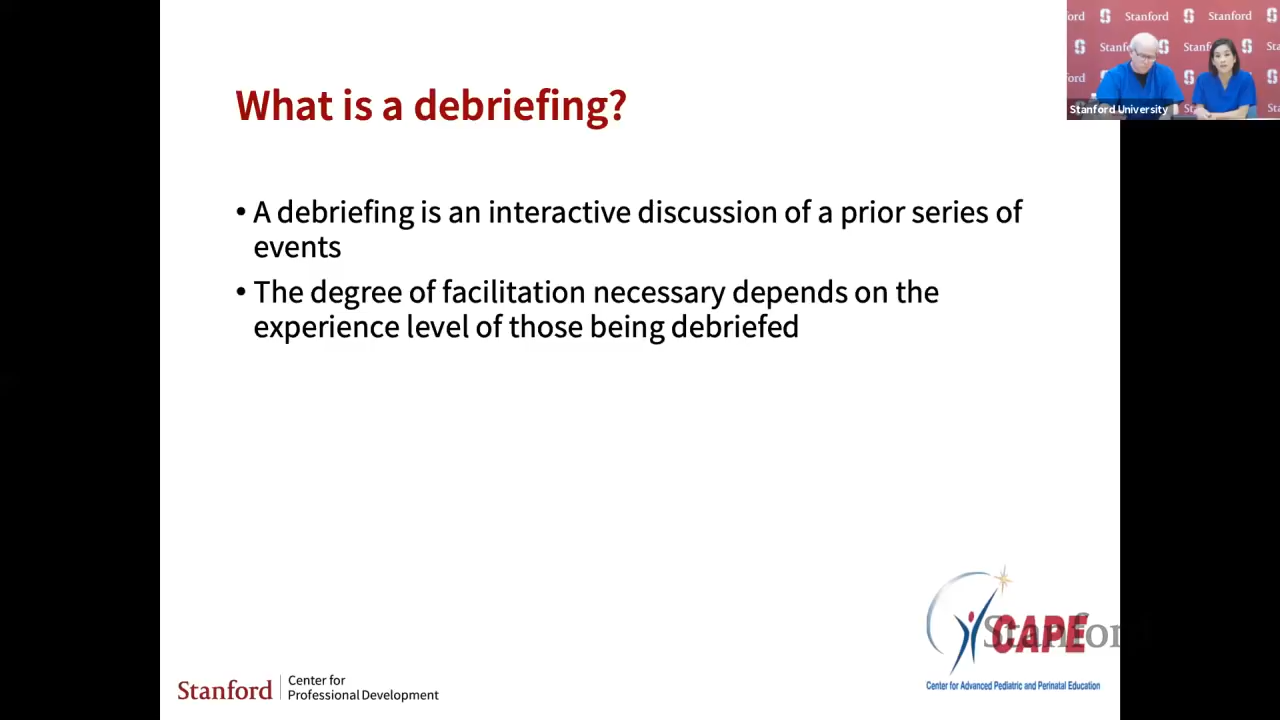 What is a debriefing?
• A debriefing is an interactive discussion of a prior series of
events
• The degree of facilitation necessary depends on the
experience level of those being debriefed
Stanford
Stanford
Stanford
Stanford University
Stanford
Center for
Professional Development
CAPE
Center for Advanced Pediatric and Perinatal Education